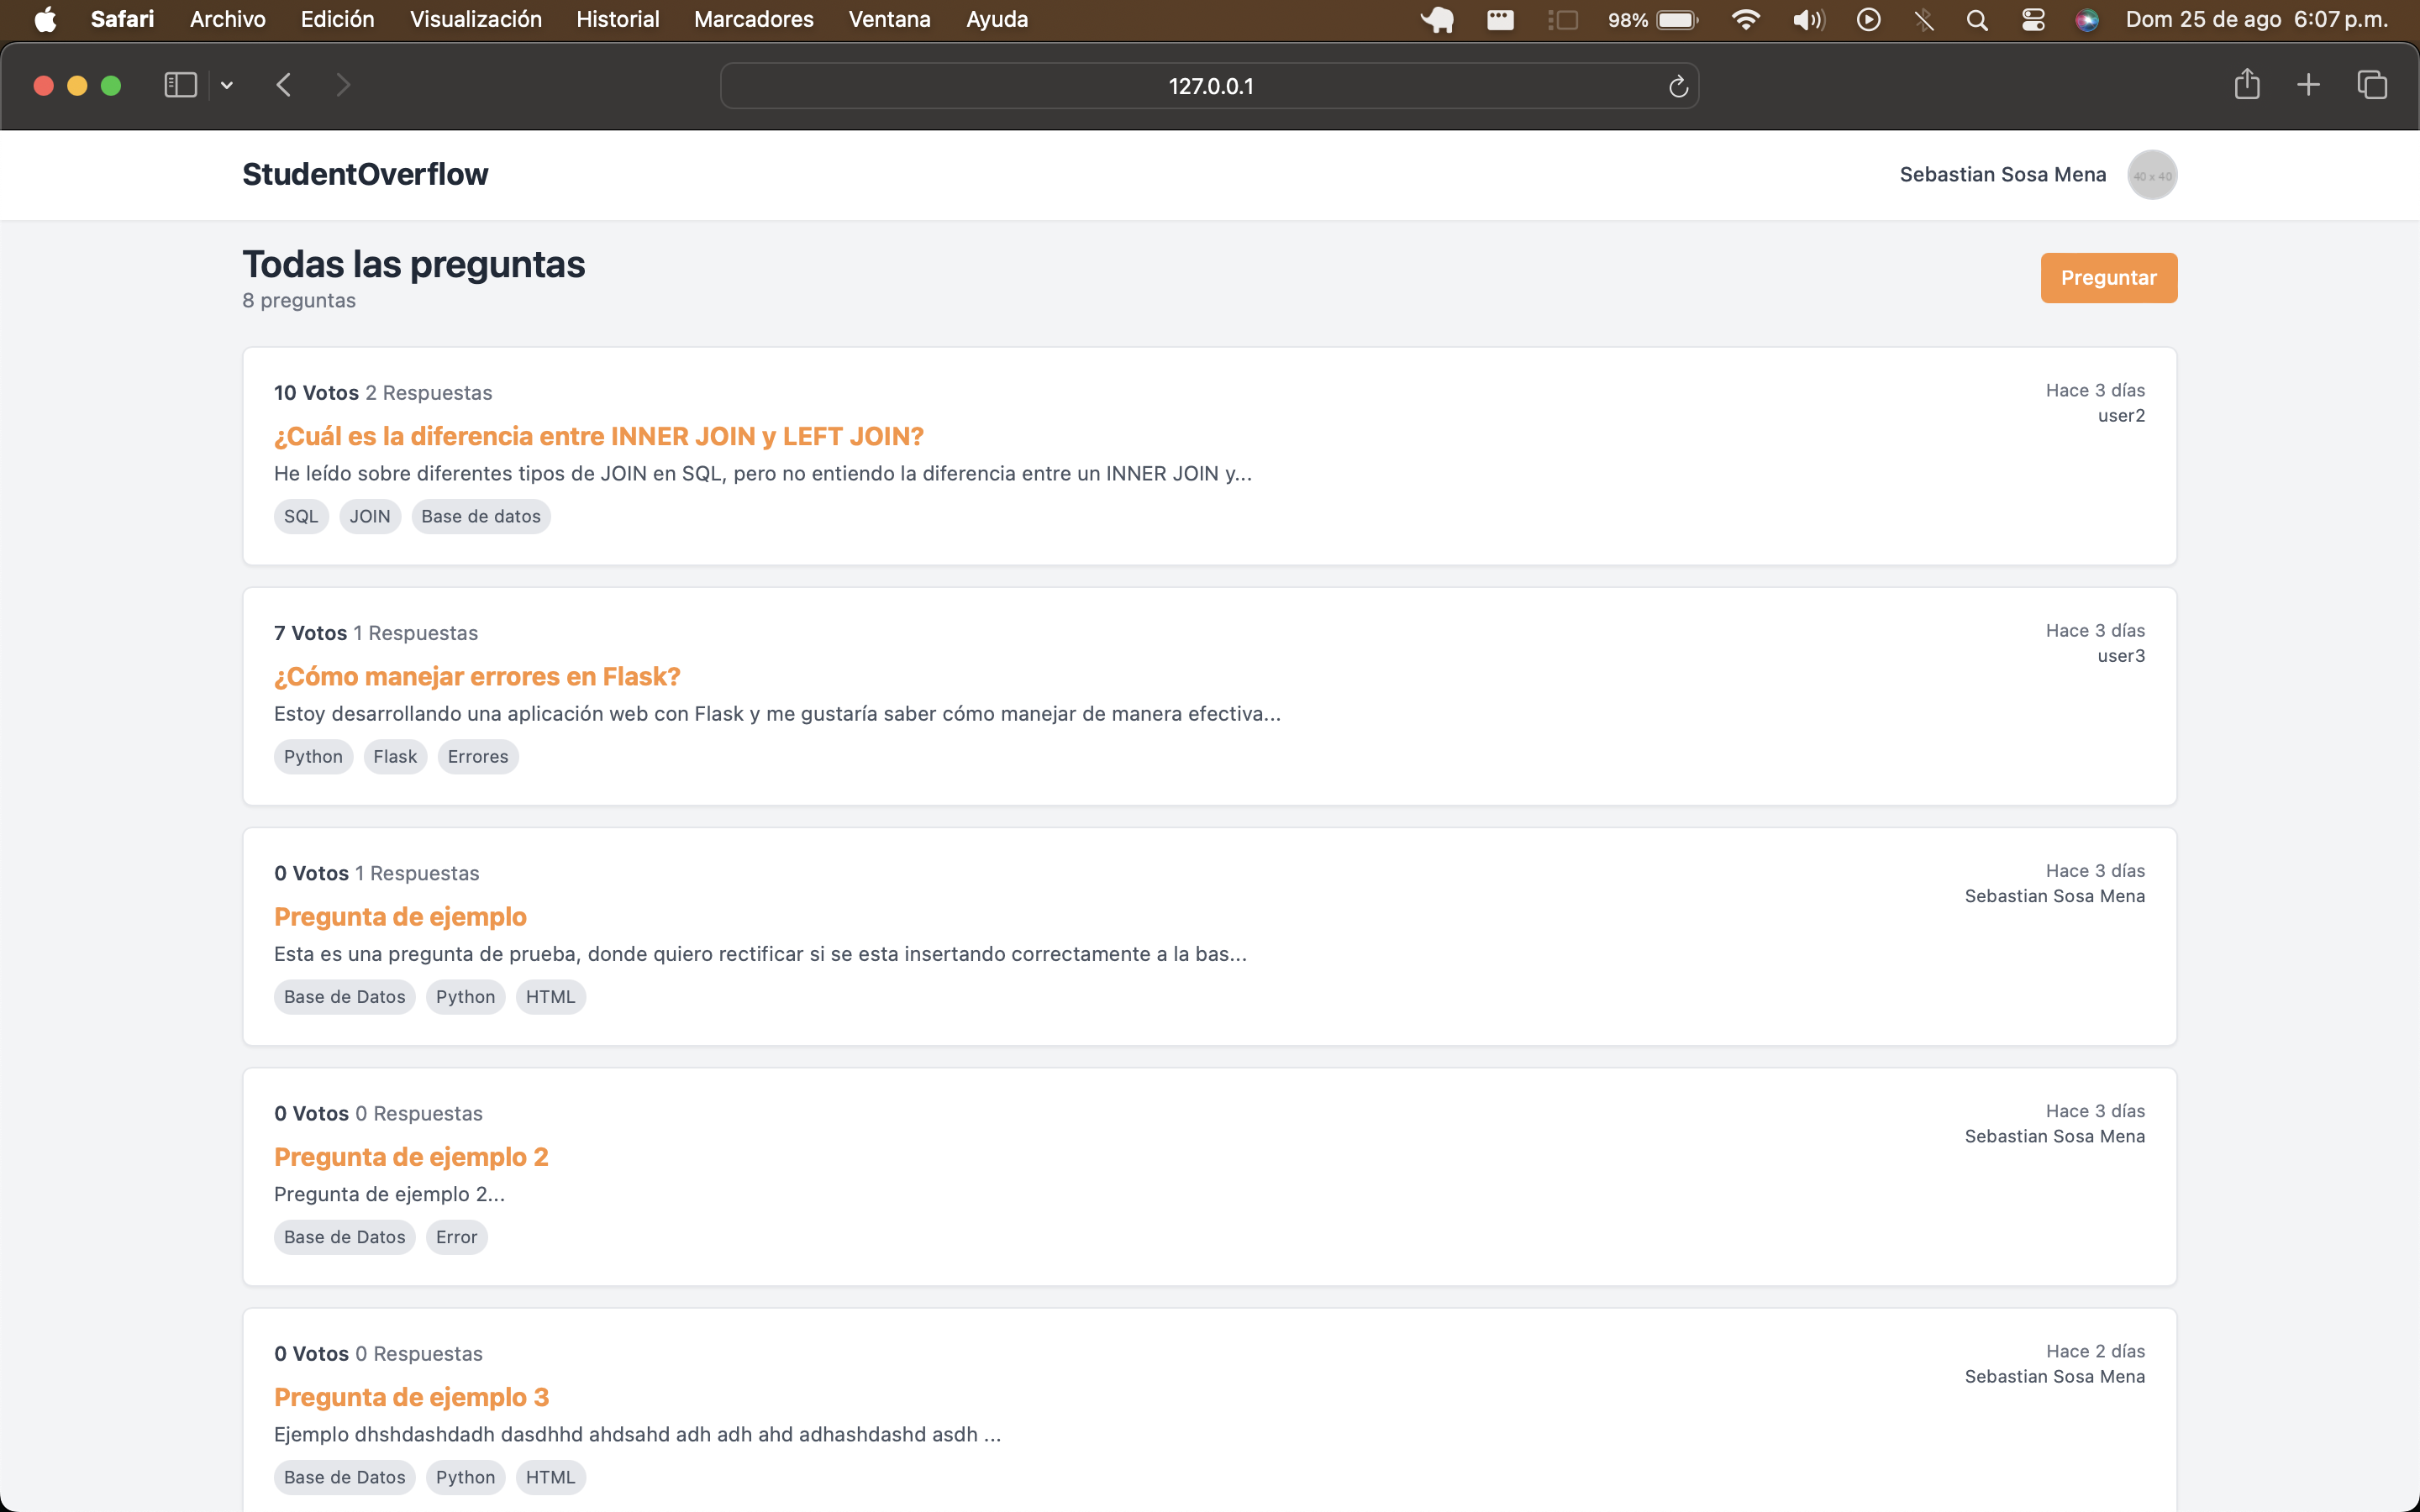 Safari Archivo Edición Visualización Historial Marcadores Ventana Ayuda 98% Dom 25 de ago 6:07 p.m.
127.0.0.1
StudentOverflow Sebastian Sosa Mena 40 x 40
Todas las preguntas
8 preguntas
Preguntar
10 Votos 2 Respuestas
Hace 3 días
user2
¿Cuál es la diferencia entre INNER JOIN y LEFT JOIN?
He leído sobre diferentes tipos de JOIN en SQL, pero no entiendo la diferencia entre un INNER JOIN y...
SQL JOIN Base de datos
7 Votos 1 Respuestas
Hace 3 días
user3
¿Cómo manejar errores en Flask?
Estoy desarrollando una aplicación web con Flask y me gustaría saber cómo manejar de manera efectiva...
Python Flask Errores
0 Votos 1 Respuestas
Hace 3 días
Sebastian Sosa Mena
Pregunta de ejemplo
Esta es una pregunta de prueba, donde quiero rectificar si se esta insertando correctamente a la bas...
Base de Datos Python HTML
0 Votos 0 Respuestas
Hace 3 días
Sebastian Sosa Mena
Pregunta de ejemplo 2
Pregunta de ejemplo 2...
Base de Datos Error
0 Votos 0 Respuestas
Hace 2 días
Sebastian Sosa Mena
Pregunta de ejemplo 3
Ejemplo dhshdashdadh dasdhhd ahdsahd adh adh ahd adhashdashd asdh ...
Base de Datos Python HTML